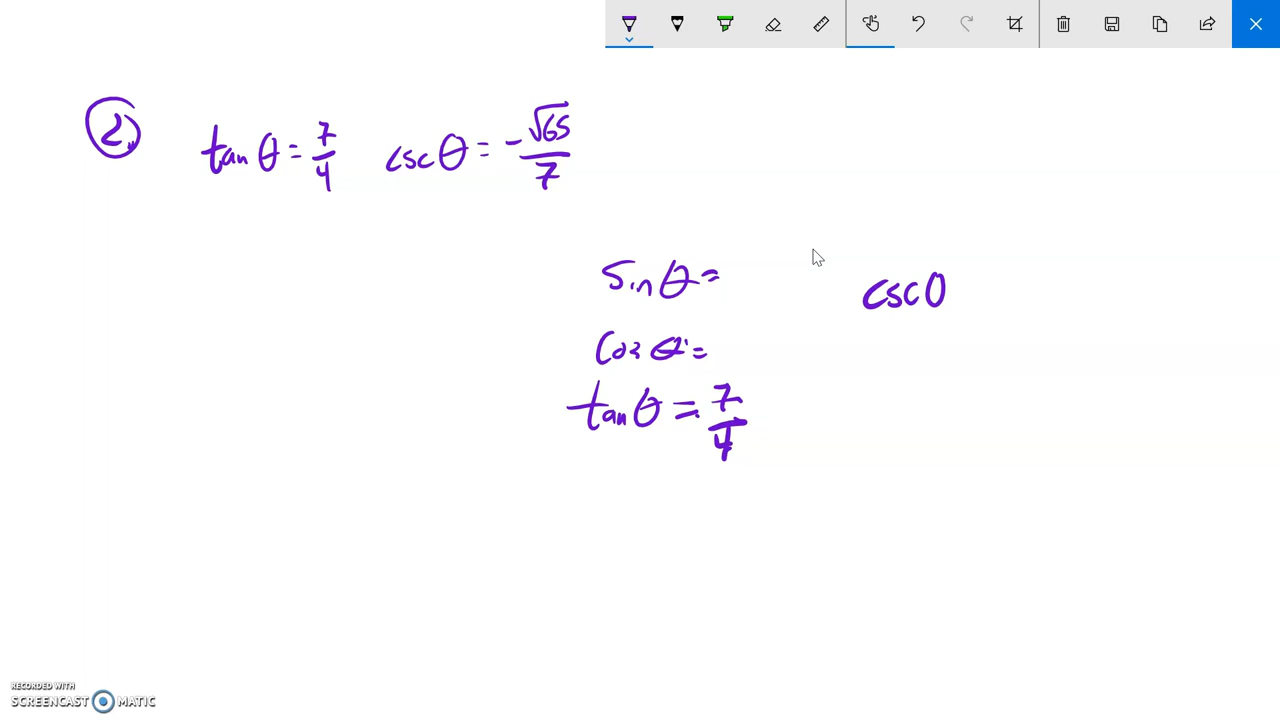 2.
tan θ = 7/4 csc θ = -√65/7
sin θ =
csc θ
cos θ =
tan θ = 7/4
RECORDED WITH
SCREENCAST MATIC